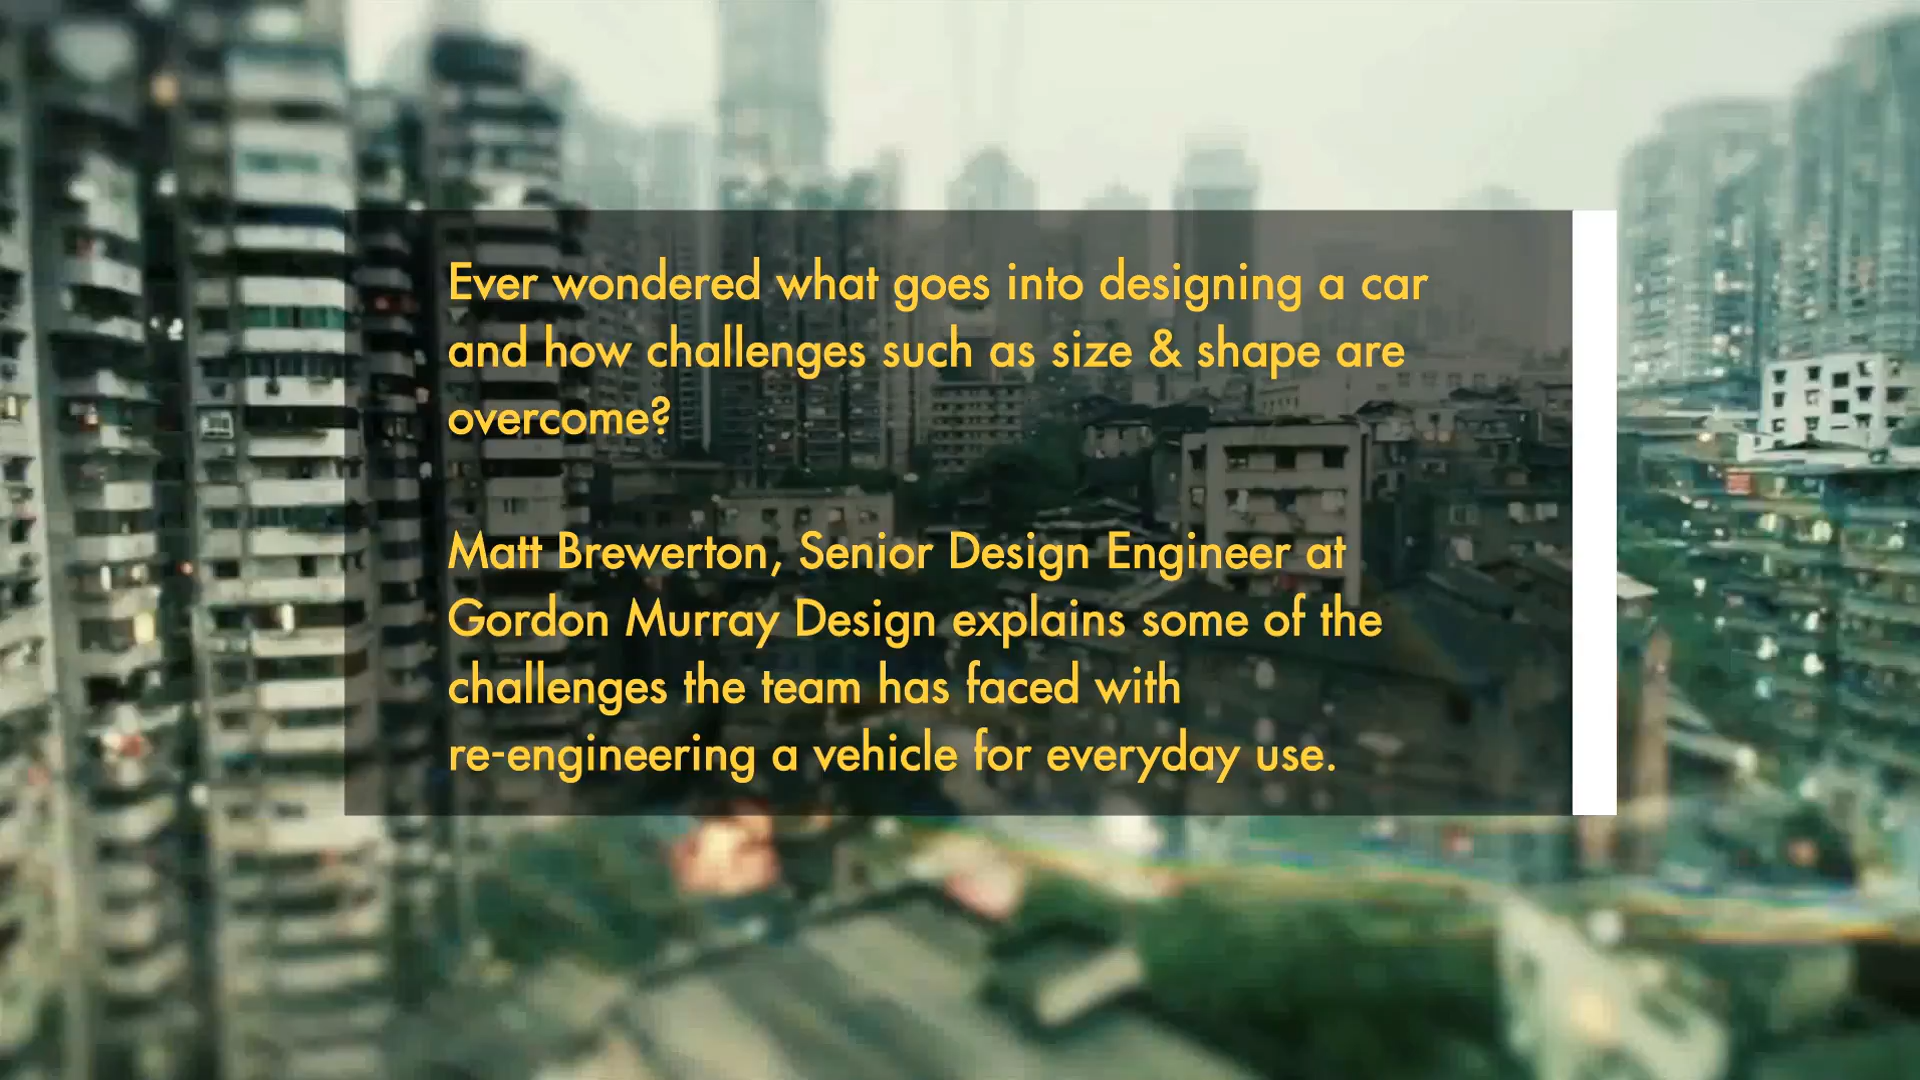 Ever wondered what goes into designing a car
and how challenges such as size & shape are
overcome?
Matt Brewerton, Senior Design Engineer at
Gordon Murray Design explains some of the
challenges the team has faced with
re-engineering a vehicle for everyday use.